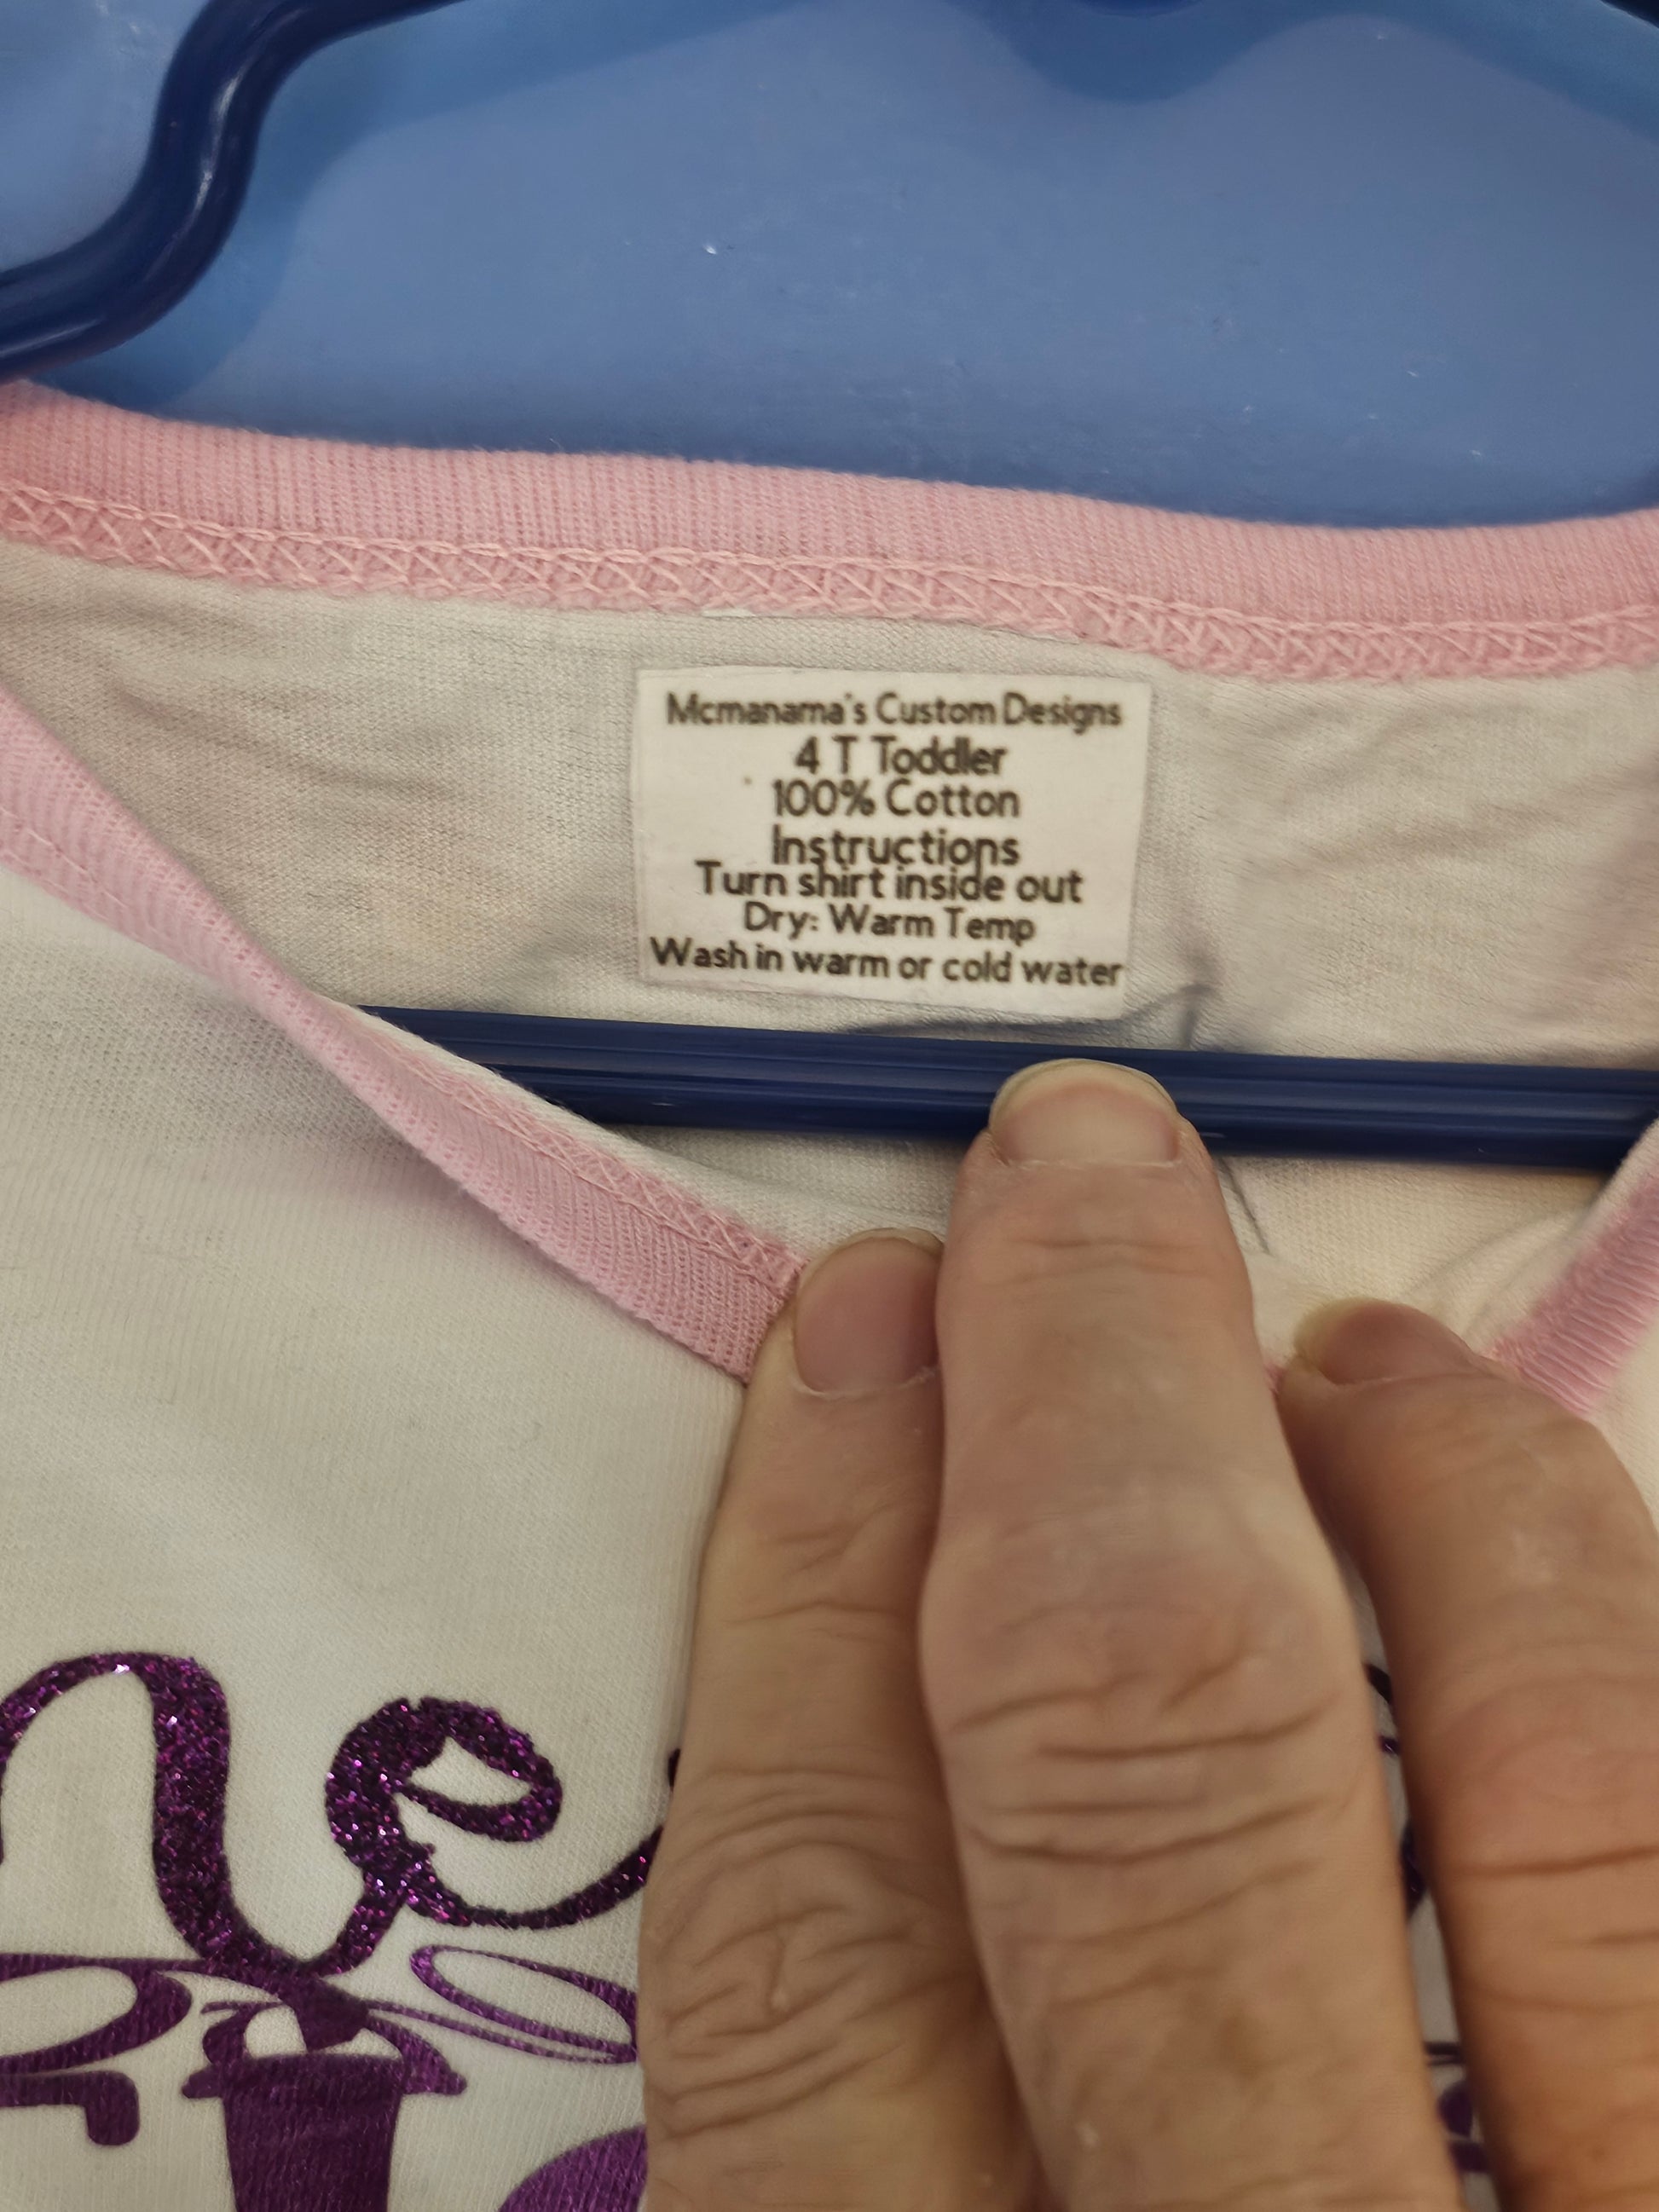 Mcmanama's Custom Designs
4 T Toddler
100% Cotton
Instructions
Turn shirt inside out
Dry: Warm Temp
Wash in warm or cold water
ne